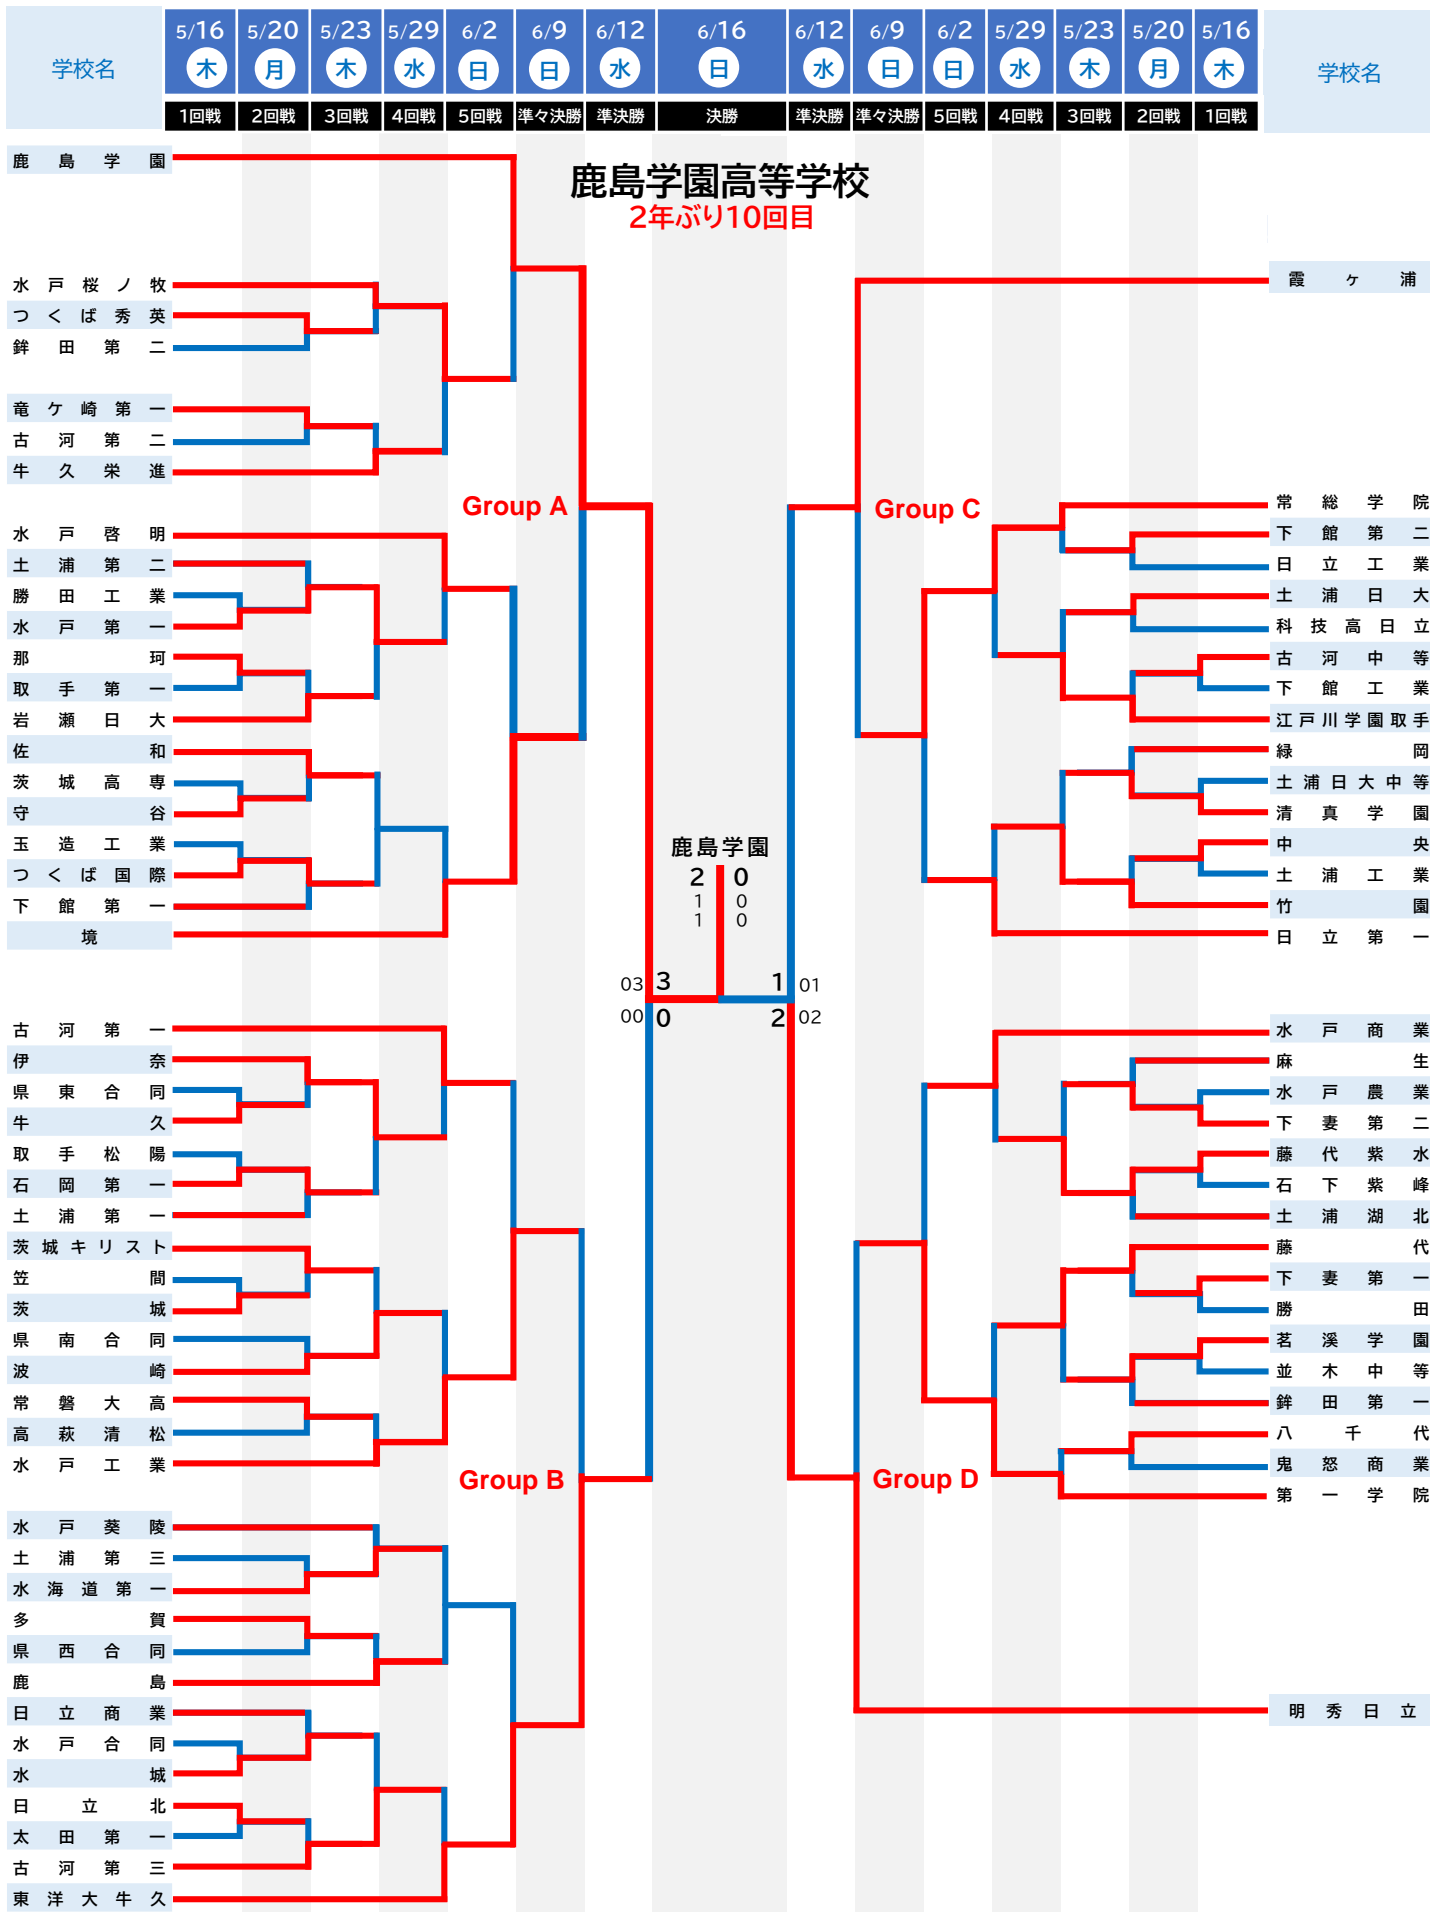 学校名
5/16 5/20 5/23 5/29 6/2 6/9 6/12 6/16 6/12 6/9 6/2 5/29 5/23 5/20 5/16
木 月 木 水 日 日 水 日 水 日 日 水 木 月 木
学校名
1回戦 2回戦 3回戦 4回戦 5回戦 準々決勝 準決勝 決勝 準決勝 準々決勝 5回戦 4回戦 3回戦 2回戦 1回戦
鹿島学園高等学校
2年ぶり10回目
鹿島学園
水戸桜ノ牧
つくば秀英
鉾田第二
竜ケ崎第一
古河第二
牛久栄進
Group A
水戸啓明
土浦第二
勝田工業
水戸第一
那珂
取手第一
岩瀬日大
佐和
茨城高専
守谷
玉造工業
つくば国際
下館第一
境
古河第一
伊奈
県東合同
牛久
取手松陽
石岡第一
土浦第一
茨城キリスト
笠間
茨城
県南合同
波崎
常磐大高
高萩清松
水戸工業
Group B
水戸葵陵
土浦第三
水海道第一
多賀
県西合同
鹿島
日立商業
水戸合同
水城
日立北
太田第一
古河第三
東洋大牛久
鹿島学園
2 0
1 0
1 0
03 3 1 01
00 0 2 02
霞ヶ浦
Group C
常総学院
下館第二
日立工業
土浦日大
科技高日立
古河中等
下館工業
江戸川学園取手
緑岡
土浦日大中等
清真学園
中央
土浦工業
竹園
日立第一
水戸商業
麻生
水戸農業
下妻第二
藤代紫水
石下紫峰
土浦湖北
藤代
下妻第一
勝田
茗溪学園
並木中等
鉾田第一
八千代
鬼怒商業
第一学院
Group D
明秀日立